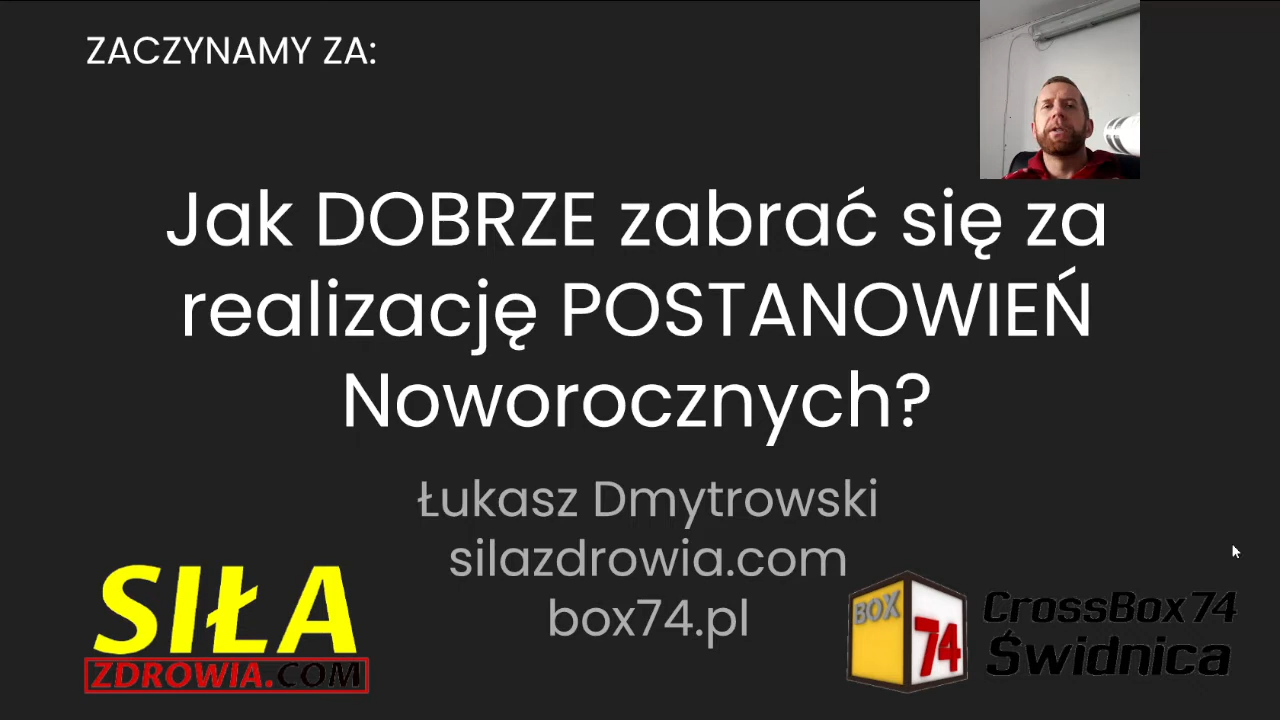 ZACZYNAMY ZA:
Jak DOBRZE zabrać się za
realizację POSTANOWIEŃ
Noworocznych?
Łukasz Dmytrowski
silazdrowia.com
box74.pl
SIŁA
ZDROWIA.COM
BOX
74
CrossBox74
Świdnica